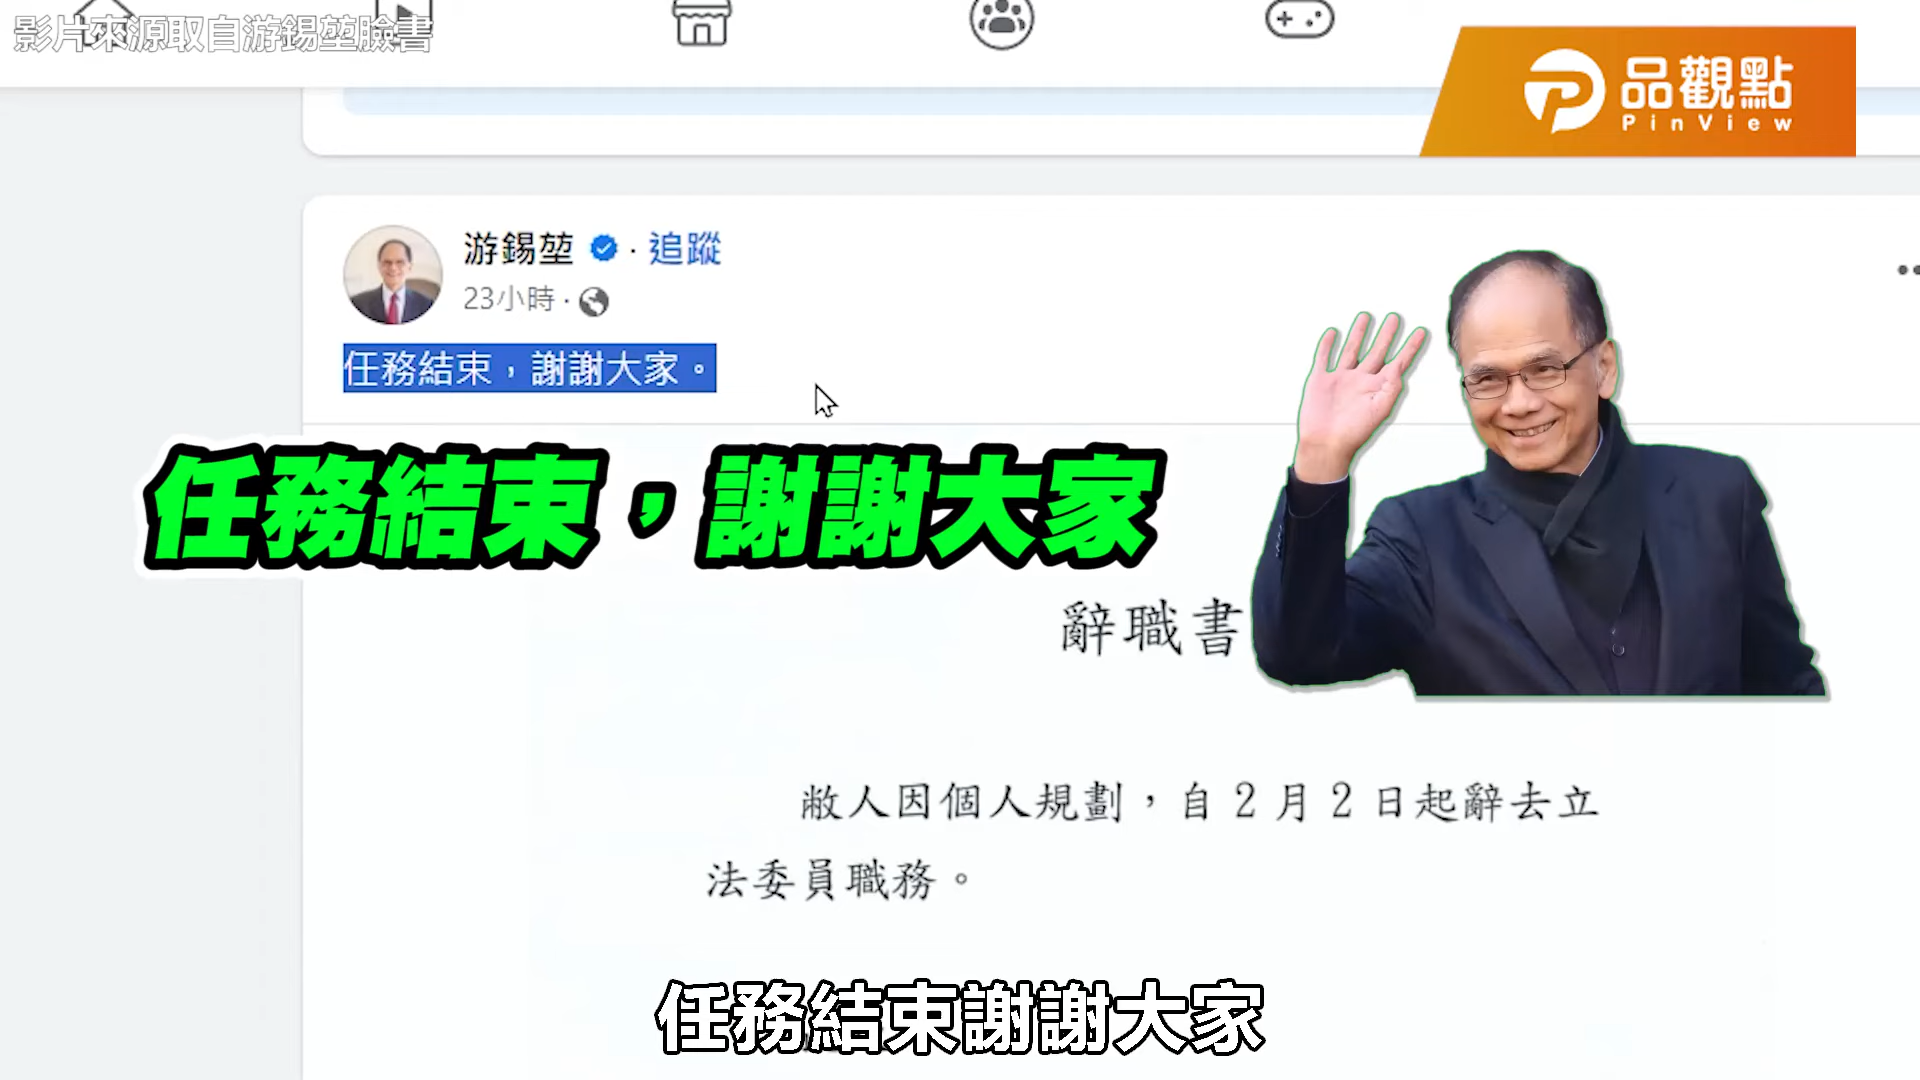 影片來源取自游錫堃臉書
品觀點
PinView
游錫堃 · 追蹤
23小時 ·
任務結束，謝謝大家。
任務結束，謝謝大家
辭職書
敝人因個人規劃，自2月2日起辭去立
法委員職務。
任務結束謝謝大家